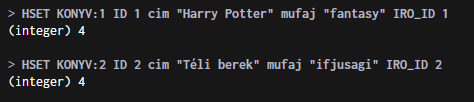 > HSET KONYV:1 ID 1 cim "Harry Potter" mufaj "fantasy" IRO_ID 1
(integer) 4
> HSET KONYV:2 ID 2 cim "Téli berek" mufaj "ifjusagi" IRO_ID 2
(integer) 4